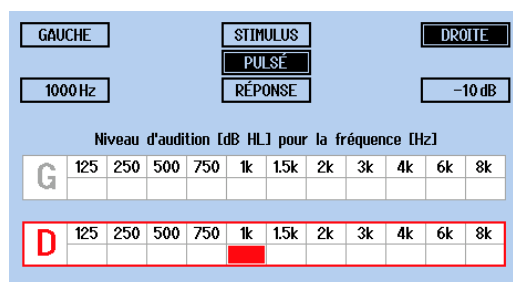 GAUCHE STIMULUS DROITE
PULSÉ
1000 Hz RÉPONSE -10 dB
Niveau d'audition [dB HL] pour la fréquence [Hz]
G 125 250 500 750 1k 1.5k 2k 3k 4k 6k 8k
D 125 250 500 750 1k 1.5k 2k 3k 4k 6k 8k